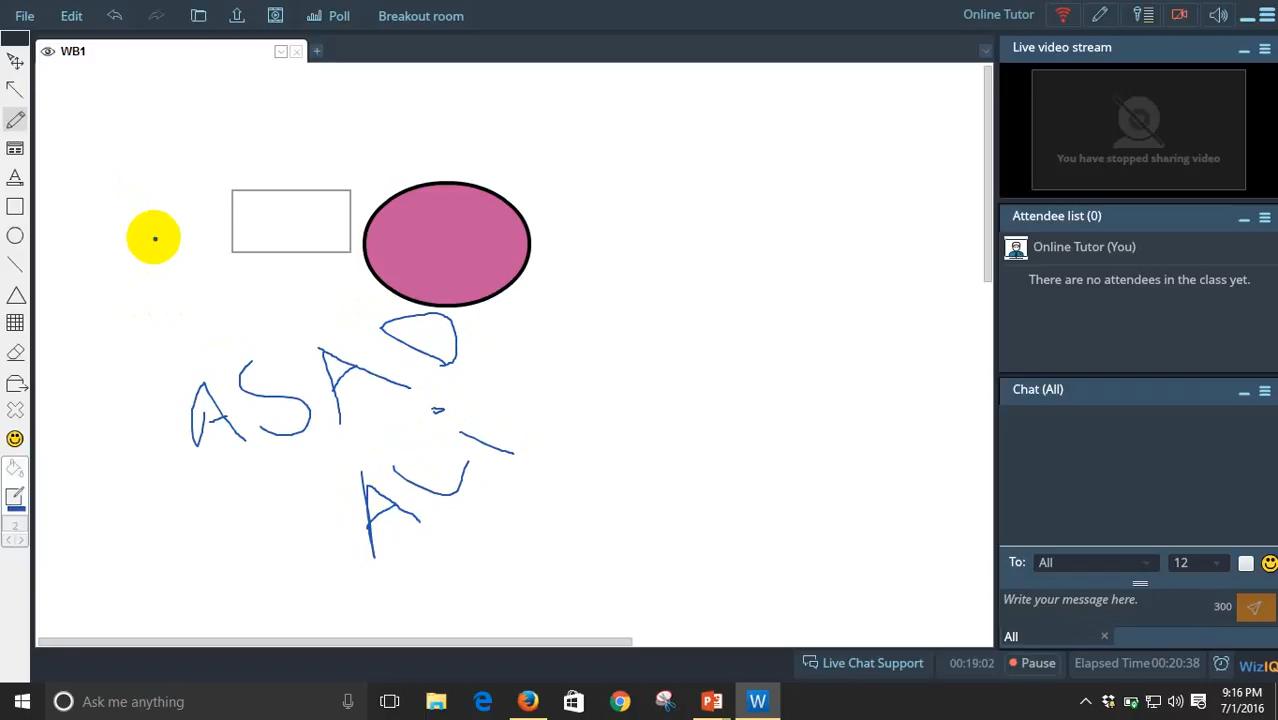 File Edit Poll Breakout room Online Tutor
WB1
Live video stream
You have stopped sharing video
Attendee list (0)
Online Tutor (You)
There are no attendees in the class yet.
ASAD
Chat (All)
To: All 12
Write your message here. 300
All
2
Live Chat Support 00:19:02 Pause Elapsed Time 00:20:38 WizIQ
Ask me anything
9:16 PM
7/1/2016